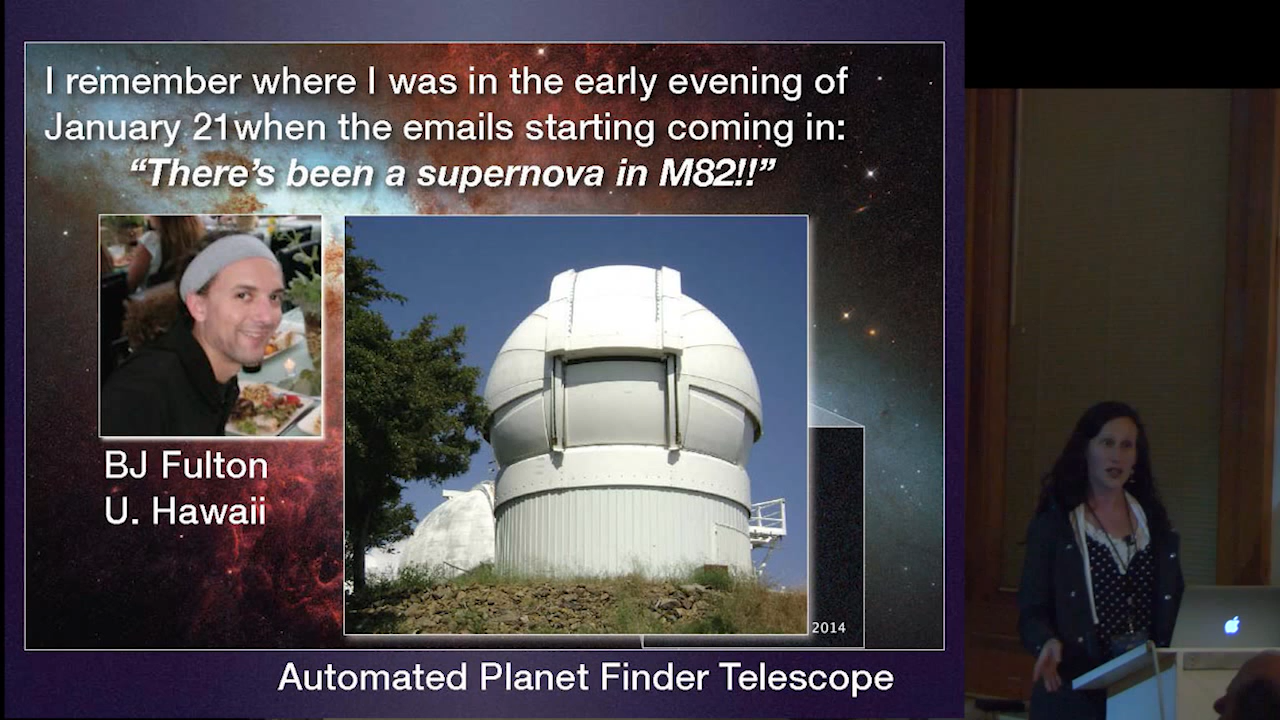 I remember where I was in the early evening of
January 21when the emails starting coming in:
“There’s been a supernova in M82!!”
BJ Fulton
U. Hawaii
2014
Automated Planet Finder Telescope